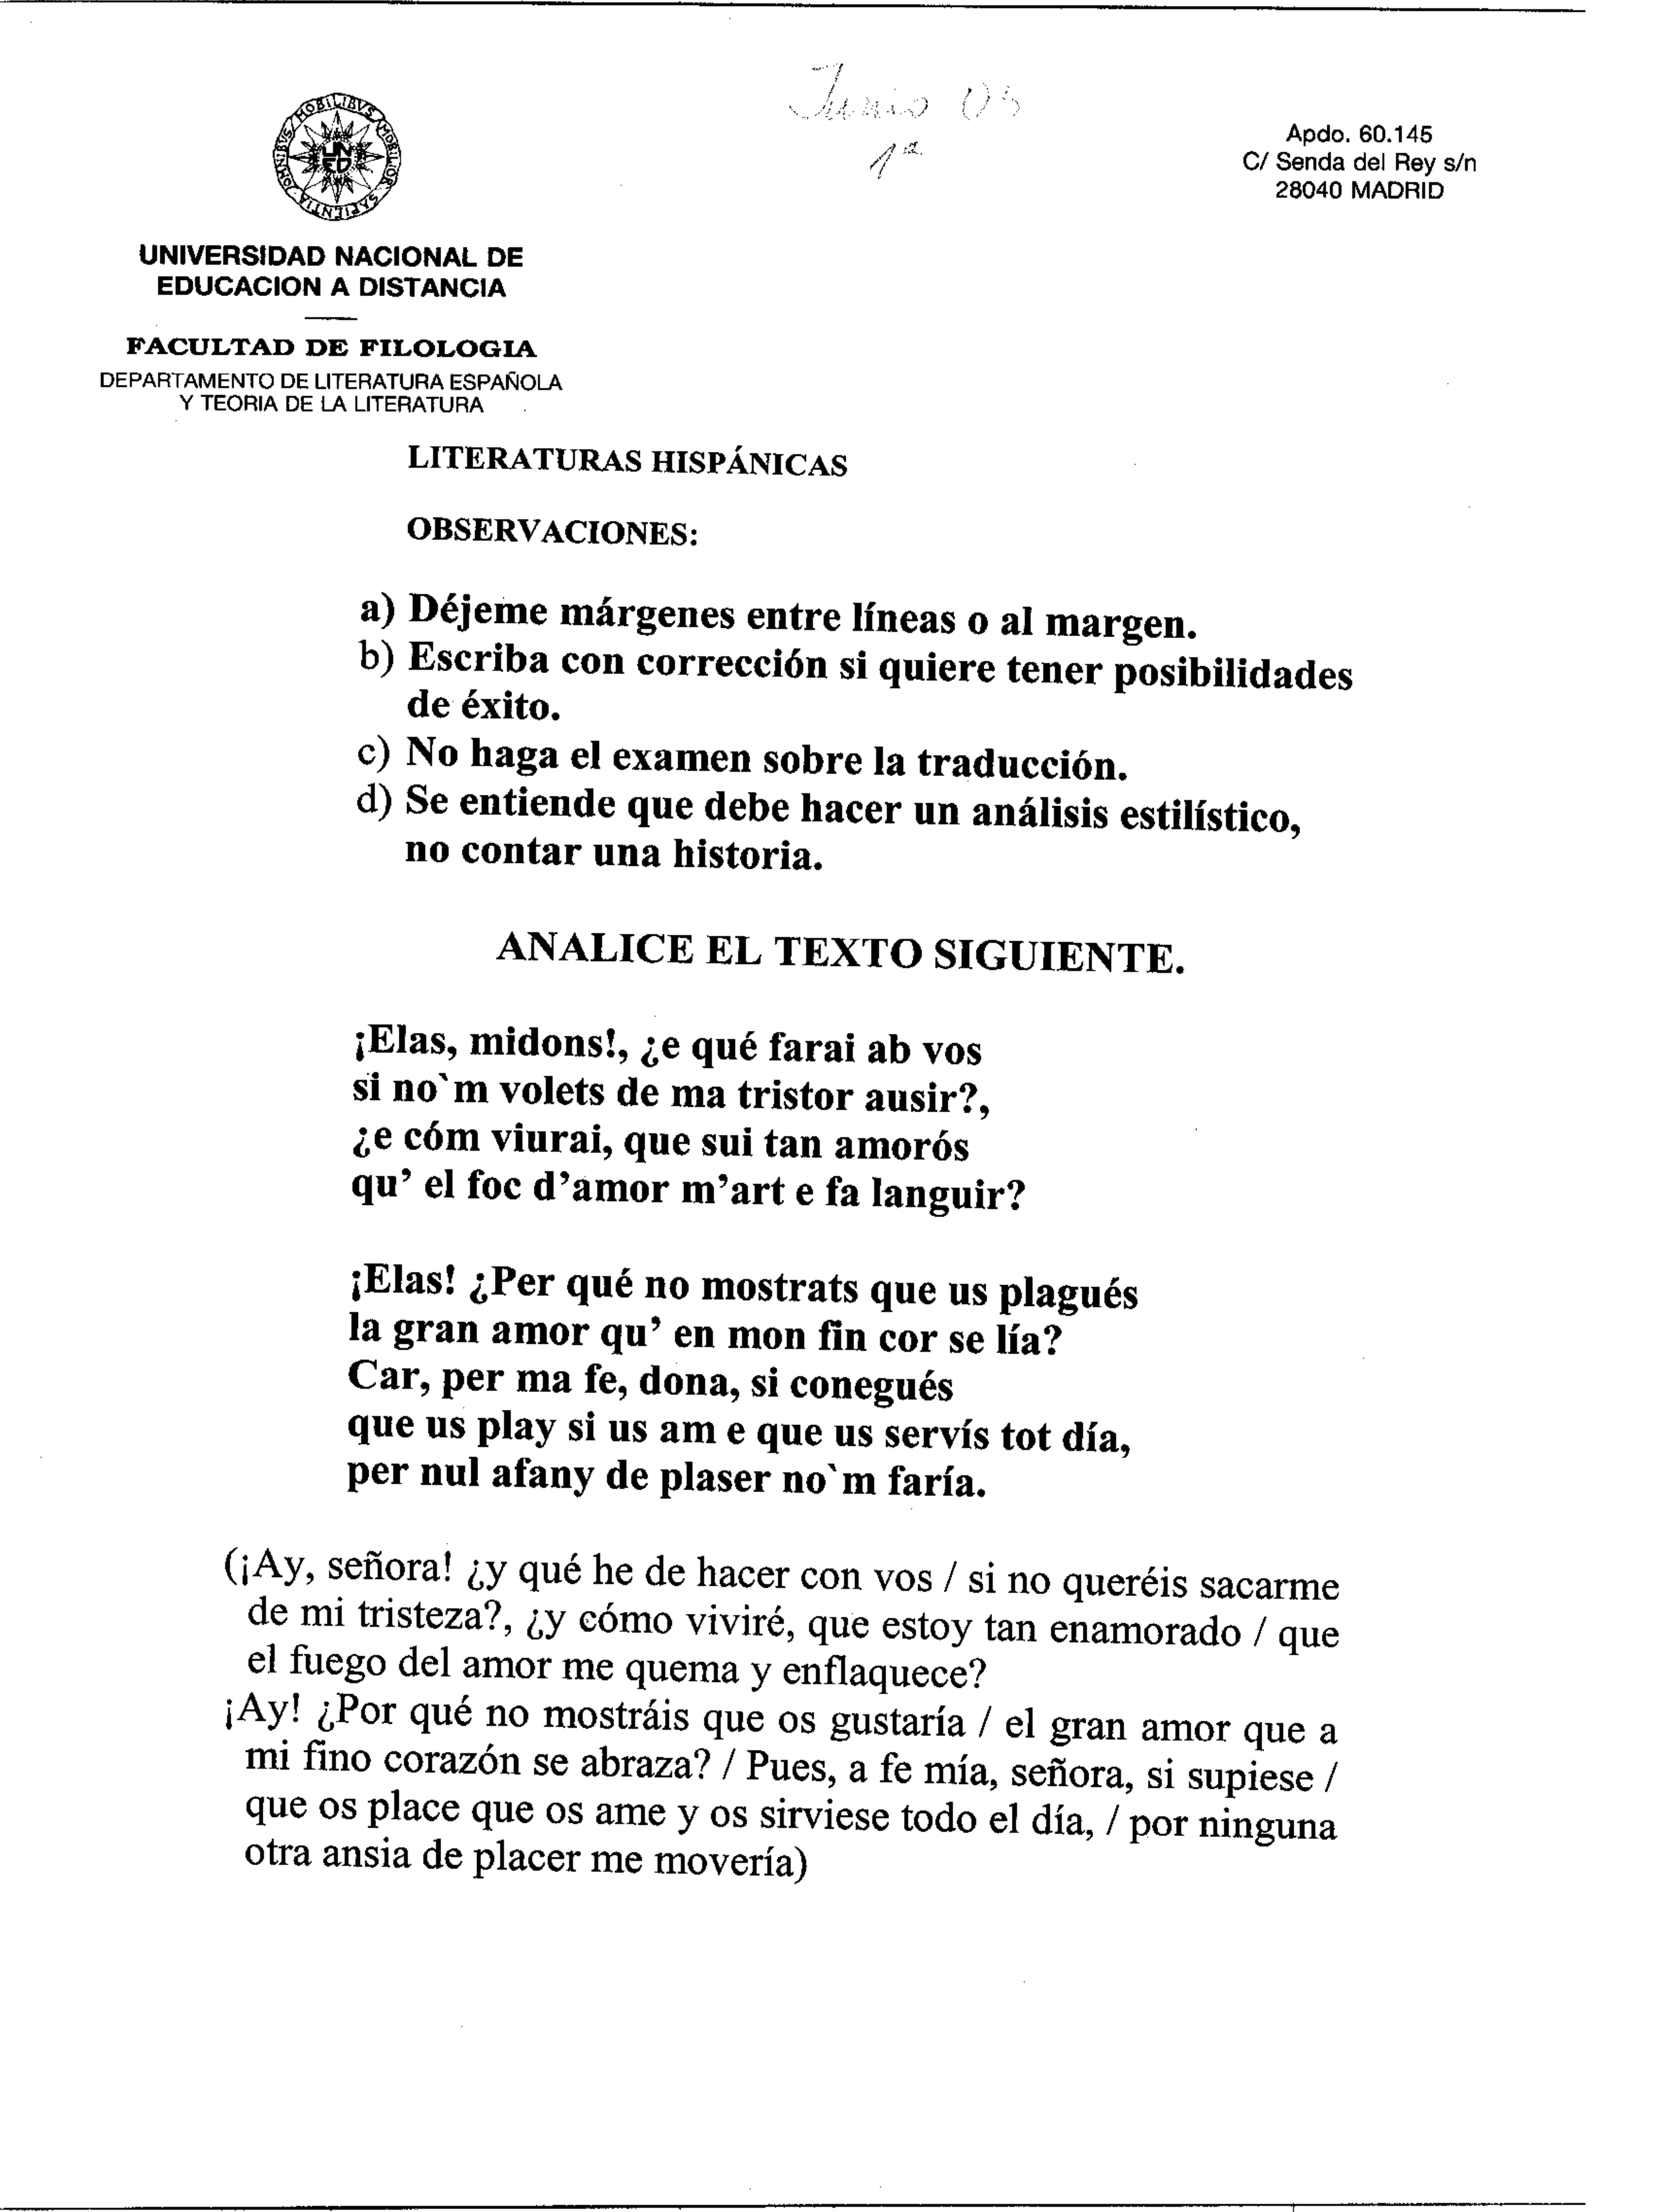 Junio 05
1ª
OMNIBVS MOBILIBVS MOBILIOR SAPIENTIA
UNED
Apdo. 60.145
C/ Senda del Rey s/n
28040 MADRID
UNIVERSIDAD NACIONAL DE
EDUCACION A DISTANCIA
FACULTAD DE FILOLOGIA
DEPARTAMENTO DE LITERATURA ESPAÑOLA
Y TEORIA DE LA LITERATURA
LITERATURAS HISPÁNICAS
OBSERVACIONES:
a) Déjeme márgenes entre líneas o al margen.
b) Escriba con corrección si quiere tener posibilidades
de éxito.
c) No haga el examen sobre la traducción.
d) Se entiende que debe hacer un análisis estilístico,
no contar una historia.
ANALICE EL TEXTO SIGUIENTE.
¡Elas, midons!, ¿e qué farai ab vos
si no`m volets de ma tristor ausir?,
¿e cóm viurai, que sui tan amorós
qu’ el foc d’amor m’art e fa languir?
¡Elas! ¿Per qué no mostrats que us plagués
la gran amor qu’ en mon fin cor se lía?
Car, per ma fe, dona, si conegués
que us play si us am e que us servís tot día,
per nul afany de plaser no`m faría.
(¡Ay, señora! ¿y qué he de hacer con vos / si no queréis sacarme
de mi tristeza?, ¿y cómo viviré, que estoy tan enamorado / que
el fuego del amor me quema y enflaquece?
¡Ay! ¿Por qué no mostráis que os gustaría / el gran amor que a
mi fino corazón se abraza? / Pues, a fe mía, señora, si supiese /
que os place que os ame y os sirviese todo el día, / por ninguna
otra ansia de placer me movería)